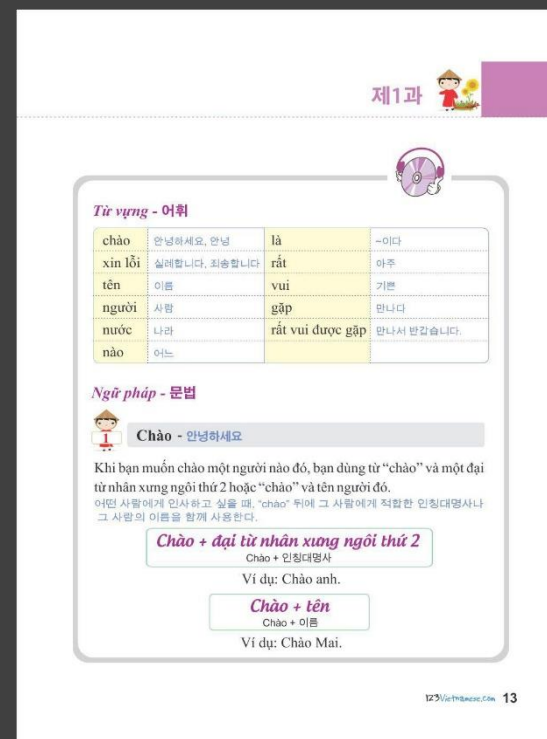 제1과
Từ vựng - 어휘
chào 안녕하세요, 안녕 là ~이다
xin lỗi 실례합니다, 죄송합니다 rất 아주
tên 이름 vui 기쁜
người 사람 gặp 만나다
nước 나라 rất vui được gặp 만나서 반갑습니다.
nào 어느
Ngữ pháp - 문법
1 Chào - 안녕하세요
Khi bạn muốn chào một người nào đó, bạn dùng từ “chào” và một đại
từ nhân xưng ngôi thứ 2 hoặc “chào” và tên người đó.
어떤 사람에게 인사하고 싶을 때, “chào” 뒤에 그 사람에게 적합한 인칭대명사나
그 사람의 이름을 함께 사용한다.
Chào + đại từ nhân xưng ngôi thứ 2
Chào + 인칭대명사
Ví dụ: Chào anh.
Chào + tên
Chào + 이름
Ví dụ: Chào Mai.
123Vietnamese.com 13